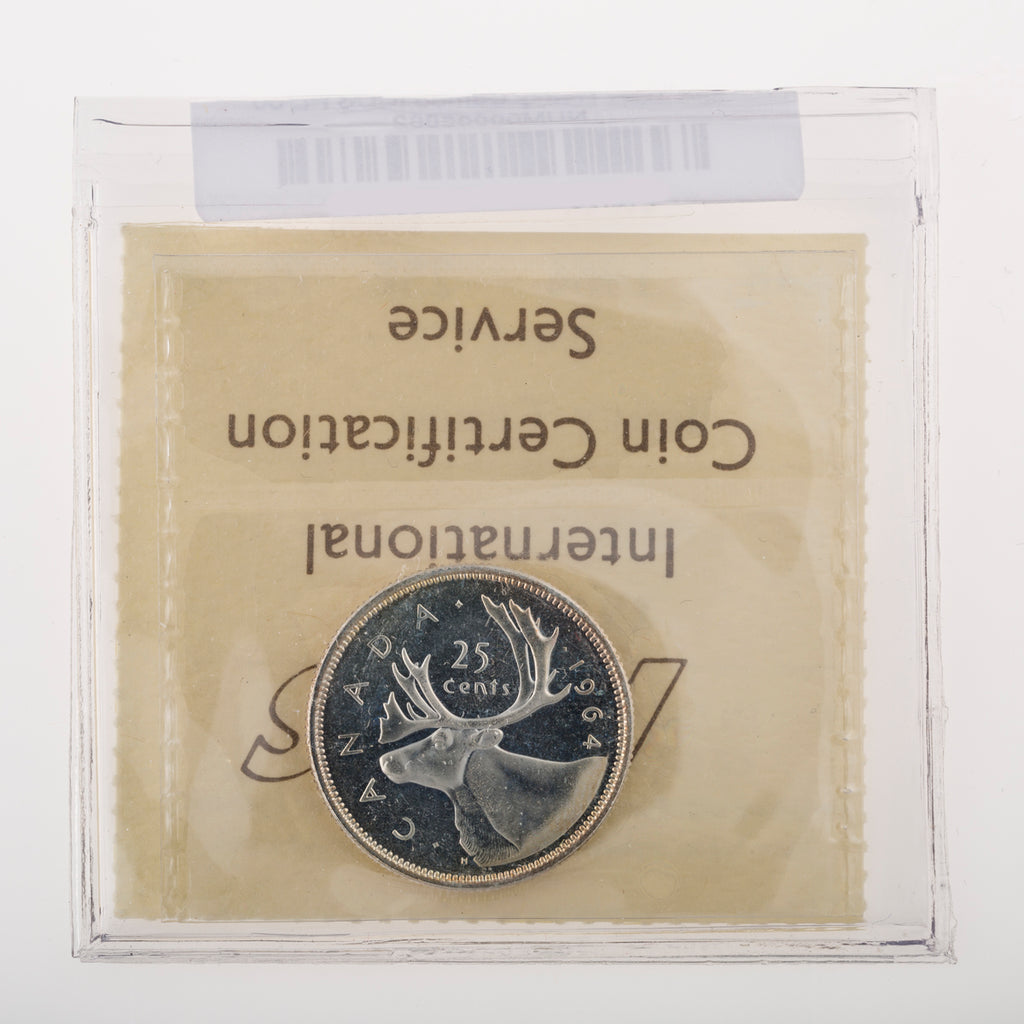 International
Coin Certification
Service
CANADA
1964
25
cents
H